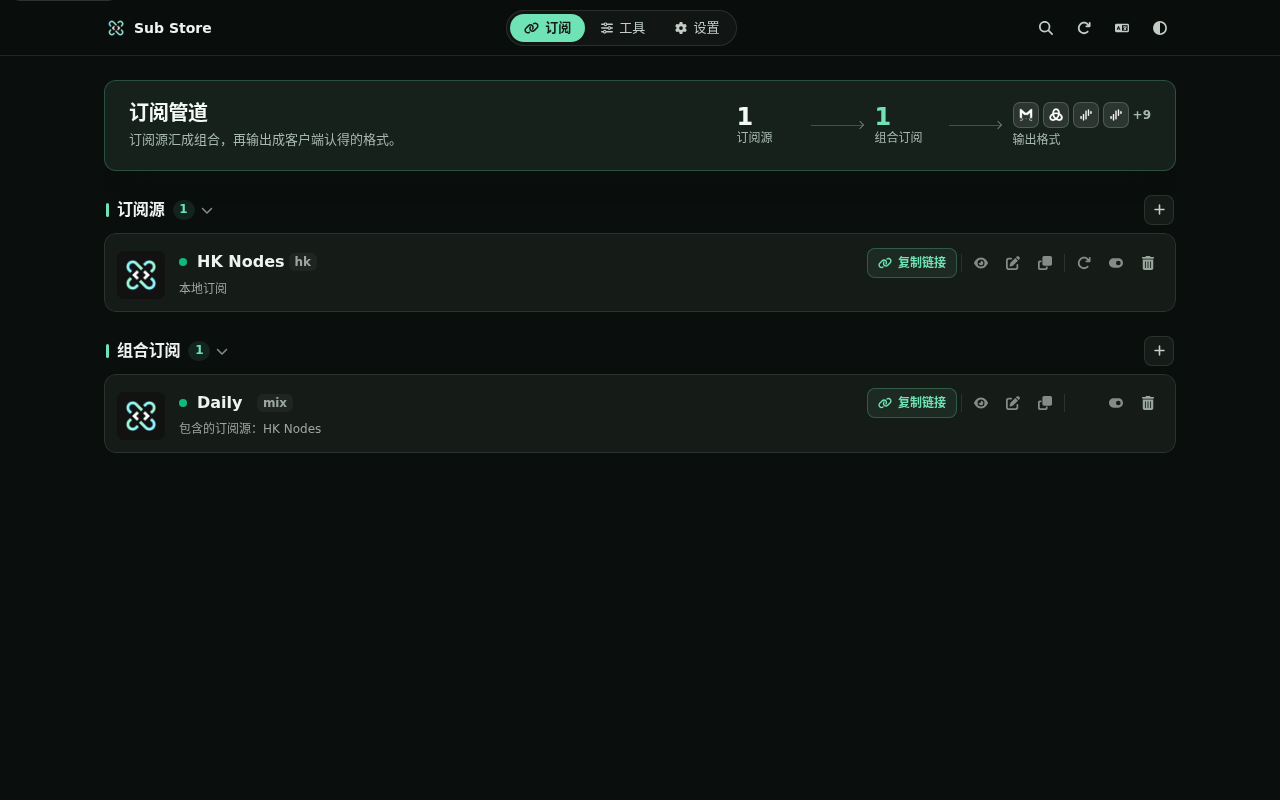 Sub Store
订阅
工具
设置
订阅管道
订阅源汇成组合，再输出成客户端认得的格式。
1
订阅源
1
组合订阅
+9
输出格式
订阅源 1
HK Nodes hk
复制链接
本地订阅
组合订阅 1
Daily mix
复制链接
包含的订阅源：HK Nodes